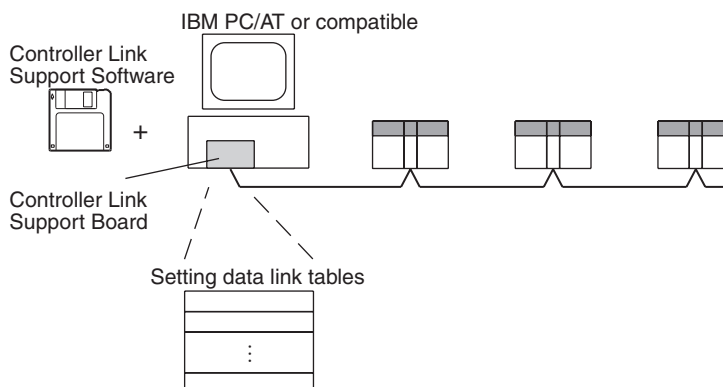 IBM PC/AT or compatible
Controller Link
Support Software
+
Controller Link
Support Board
Setting data link tables